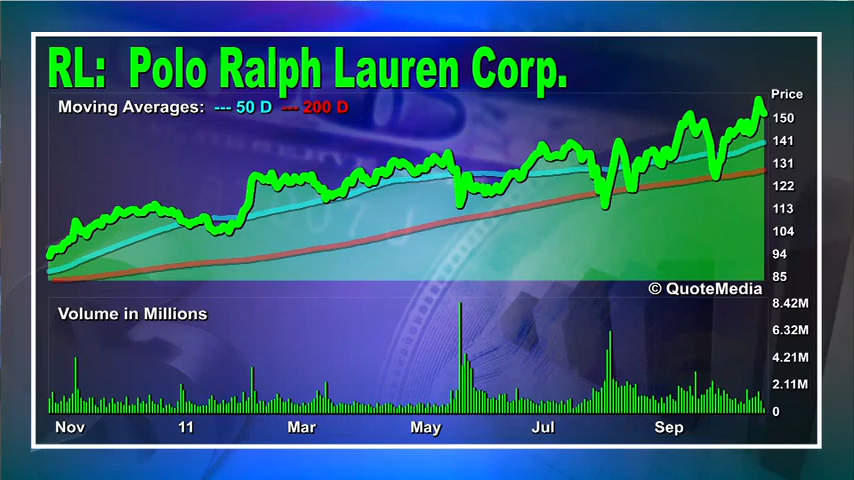 RL: Polo Ralph Lauren Corp.
Moving Averages: --- 50 D --- 200 D
Price
150
141
131
122
113
104
94
85
© QuoteMedia
Volume in Millions
8.42M
6.32M
4.21M
2.11M
0
Nov 11 Mar May Jul Sep